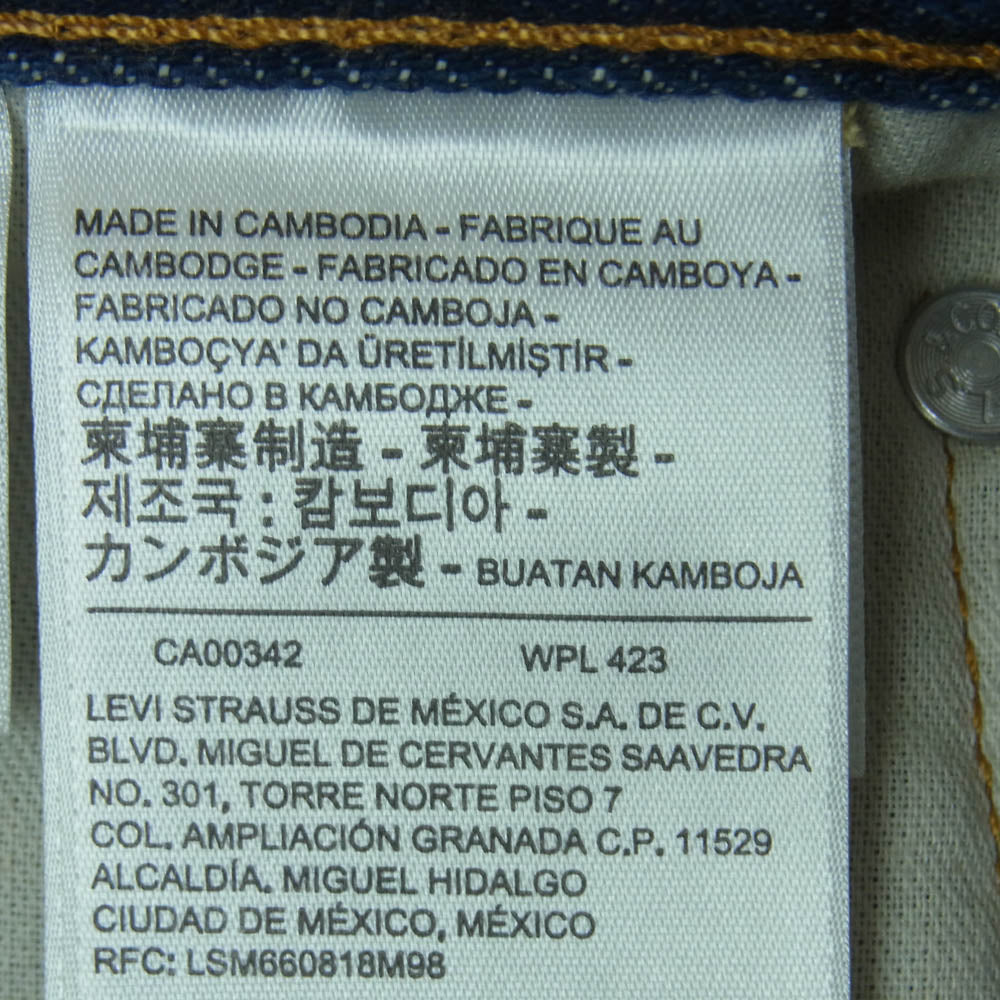 MADE IN CAMBODIA - FABRIQUE AU
CAMBODGE - FABRICADO EN CAMBOYA -
FABRICADO NO CAMBOJA -
KAMBOÇYA' DA ÜRETİLMİŞTİR -
СДЕЛАНО В КАМБОДЖЕ -
柬埔寨制造 - 柬埔寨製 -
제조국 : 캄보디아 -
カンボジア製 - BUATAN KAMBOJA
CA00342 WPL 423
LEVI STRAUSS DE MÉXICO S.A. DE C.V.
BLVD. MIGUEL DE CERVANTES SAAVEDRA
NO. 301, TORRE NORTE PISO 7
COL. AMPLIACIÓN GRANADA C.P. 11529
ALCALDÍA. MIGUEL HIDALGO
CIUDAD DE MÉXICO, MÉXICO
RFC: LSM660818M98